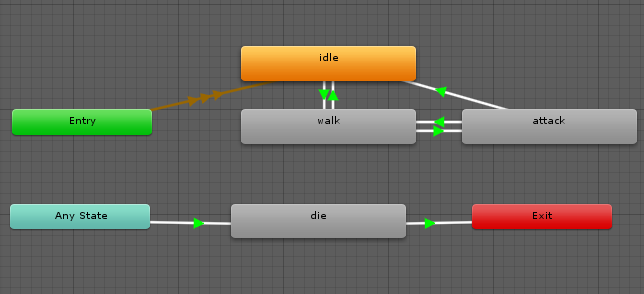 idle
Entry
walk
attack
Any State
die
Exit